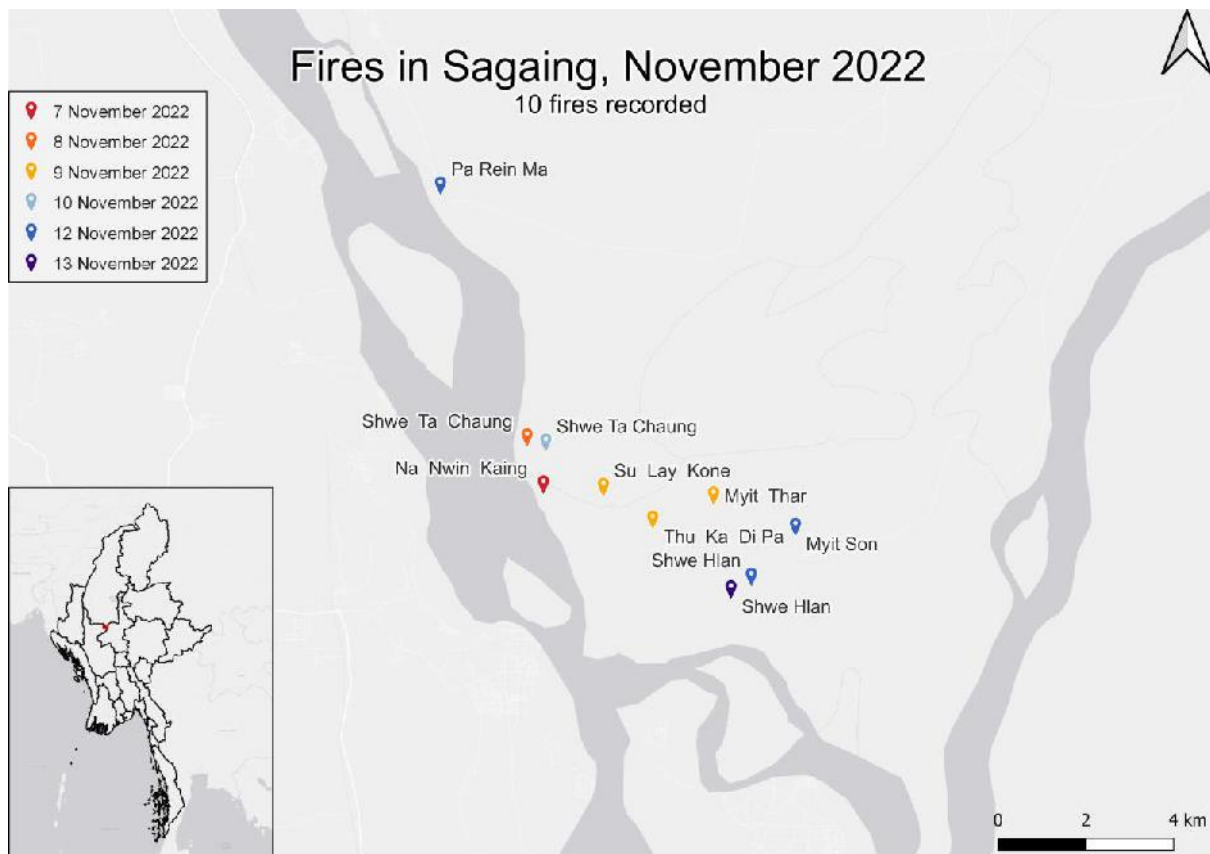 Fires in Sagaing, November 2022
10 fires recorded
7 November 2022
8 November 2022
9 November 2022
10 November 2022
12 November 2022
13 November 2022
Pa Rein Ma
Shwe Ta Chaung
Shwe Ta Chaung
Na Nwin Kaing
Su Lay Kone
Myit Thar
Thu Ka Di Pa
Myit Son
Shwe Hlan
Shwe Hlan
0 2 4 km